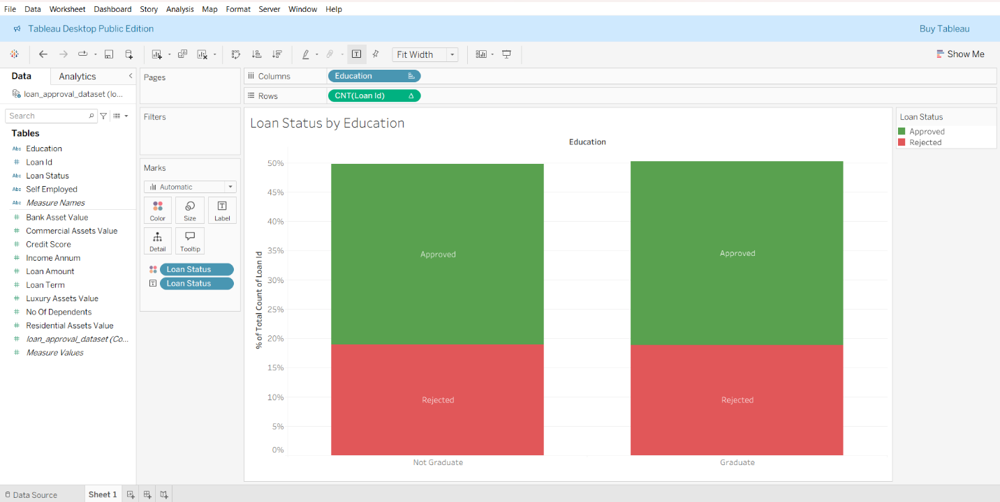 File Data Worksheet Dashboard Story Analysis Map Format Server Window Help
Tableau Desktop Public Edition
Buy Tableau
Fit Width
Show Me
Data
Analytics
loan_approval_dataset (lo...
Search
Tables
Abc Education
# Loan Id
Abc Loan Status
Abc Self Employed
Abc Measure Names
# Bank Asset Value
# Commercial Assets Value
# Credit Score
# Income Annum
# Loan Amount
# Loan Term
# Luxury Assets Value
# No Of Dependents
# Residential Assets Value
# loan_approval_dataset (Co...
# Measure Values
Pages
Filters
Marks
Automatic
Color
Size
Label
Detail
Tooltip
Loan Status
Loan Status
Columns
Education
Rows
CNT(Loan Id)
Loan Status by Education
Education
% of Total Count of Loan Id
50%
45%
40%
35%
30%
25%
20%
15%
10%
5%
0%
Approved
Rejected
Approved
Rejected
Not Graduate
Graduate
Loan Status
Approved
Rejected
Data Source
Sheet 1